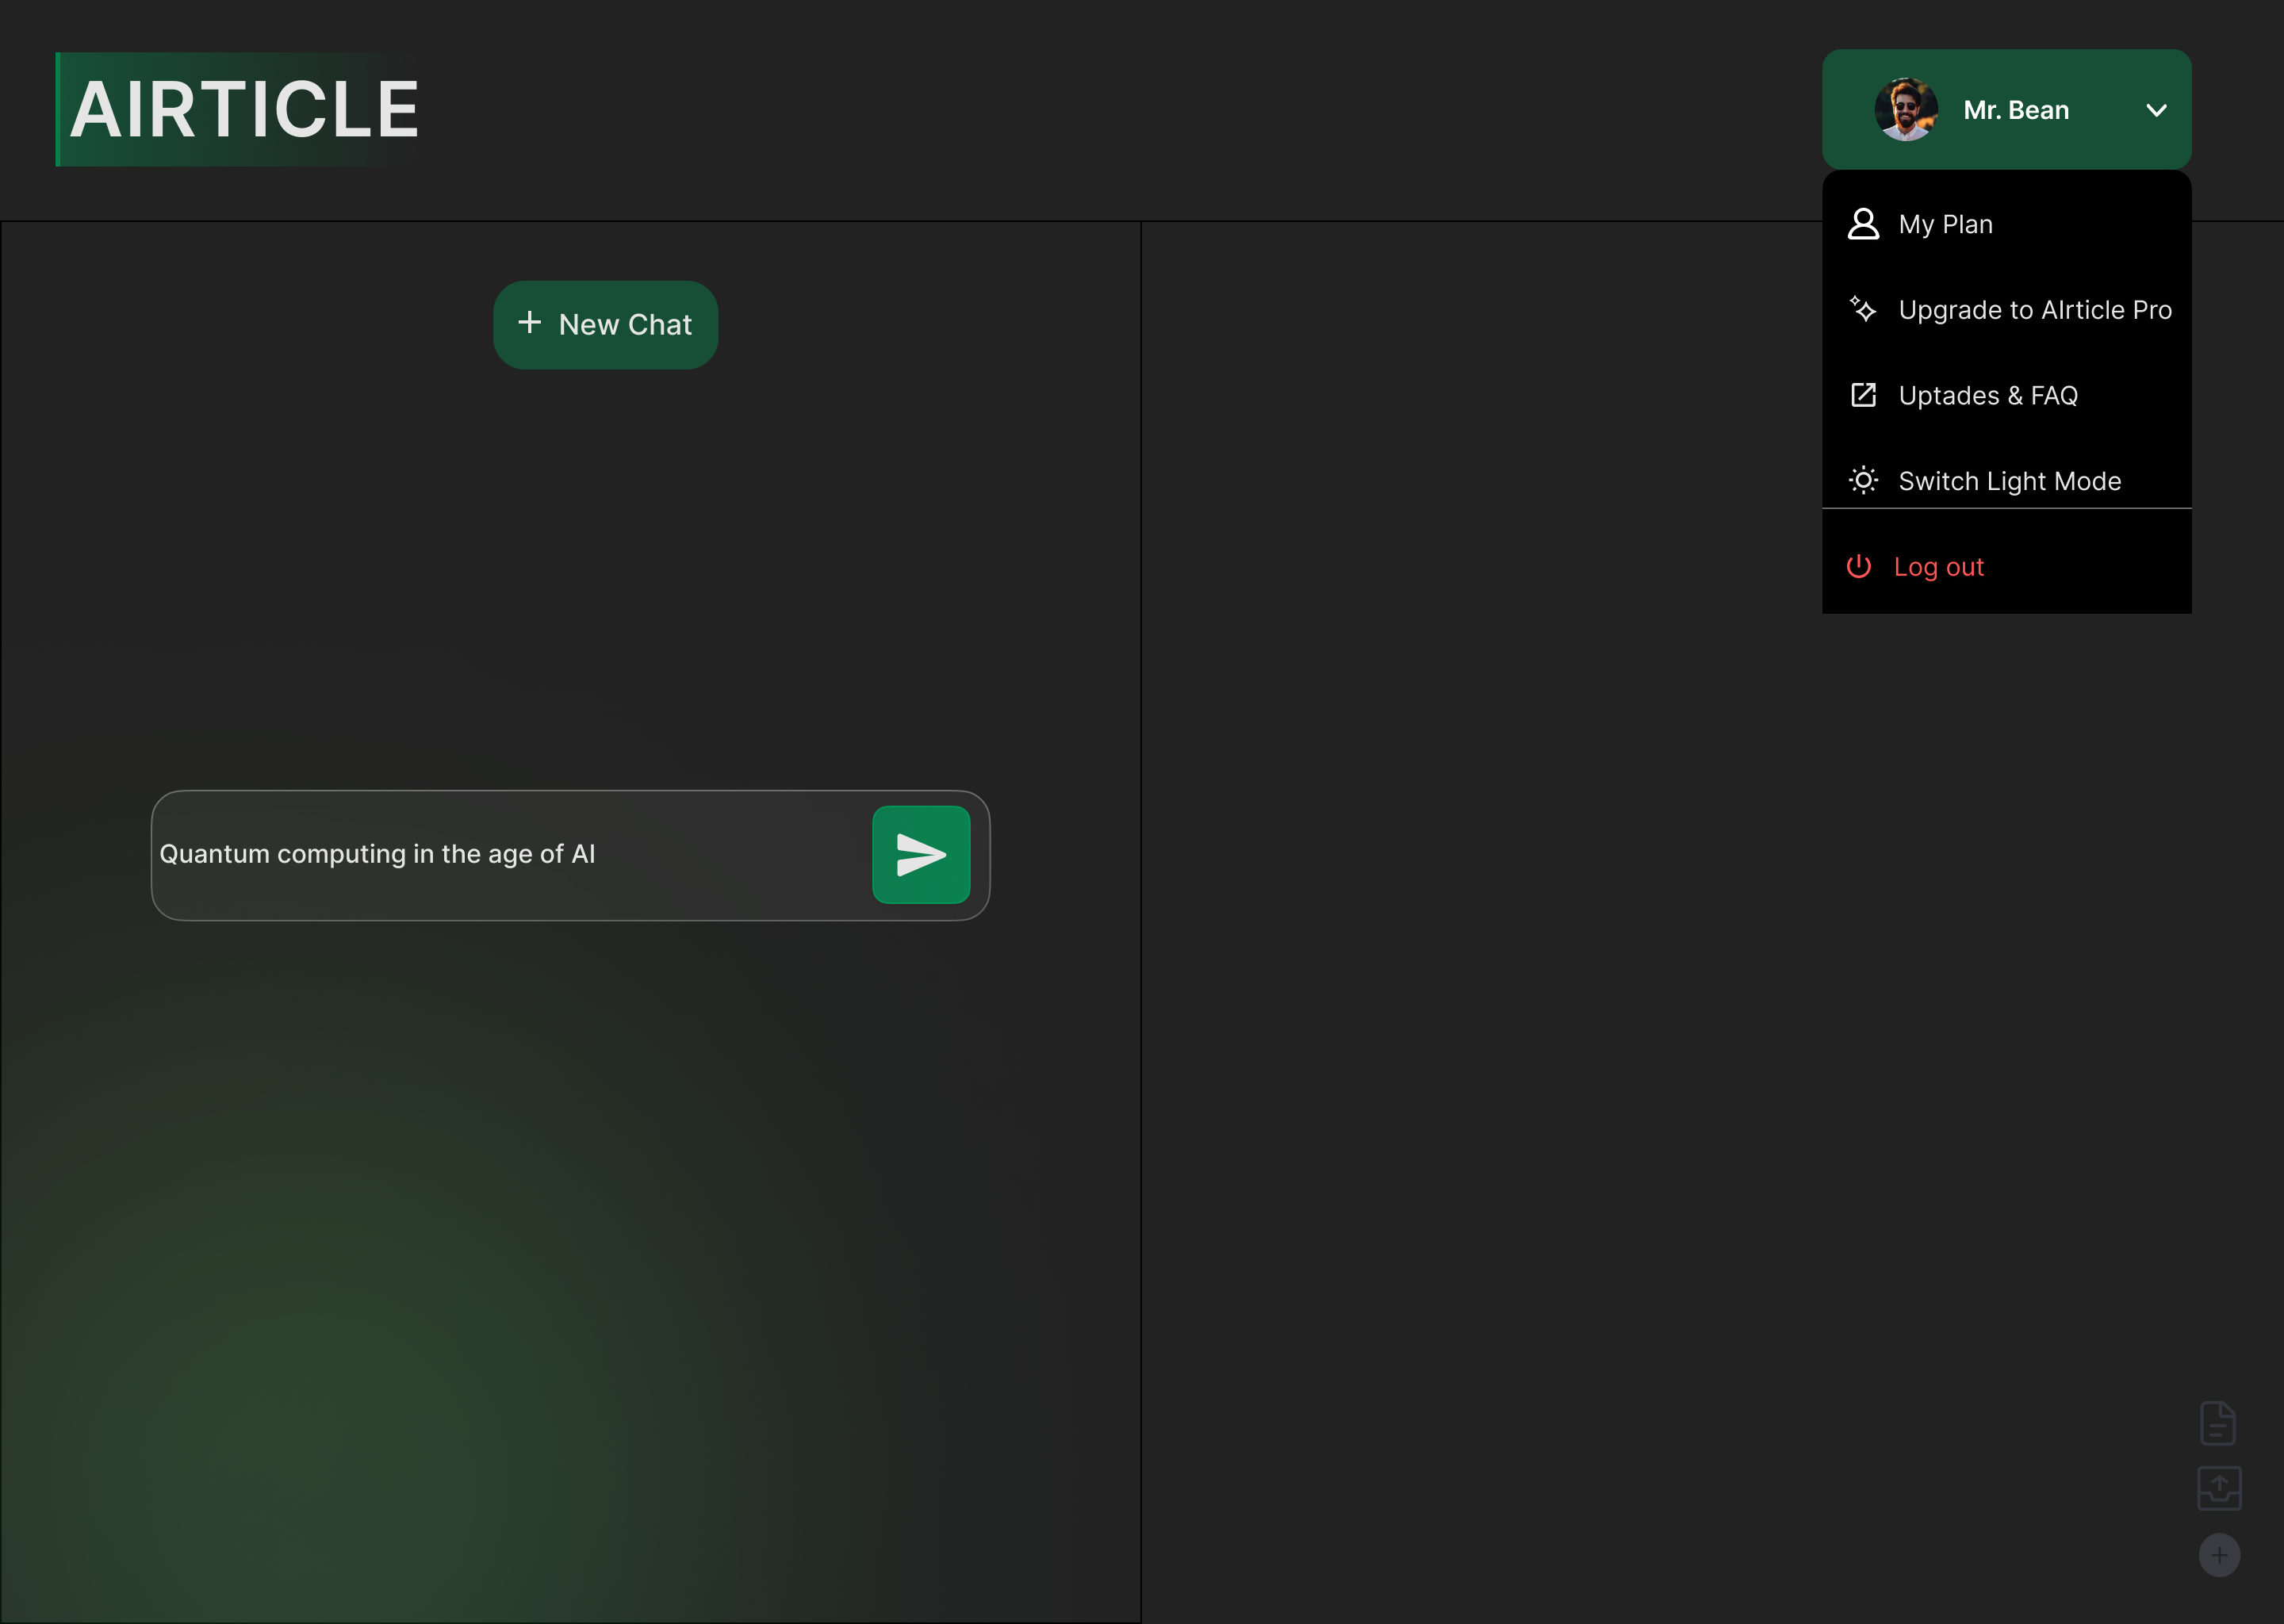 AIRTICLE
Mr. Bean
My Plan
Upgrade to AIrticle Pro
Uptades & FAQ
Switch Light Mode
Log out
+ New Chat
Quantum computing in the age of AI